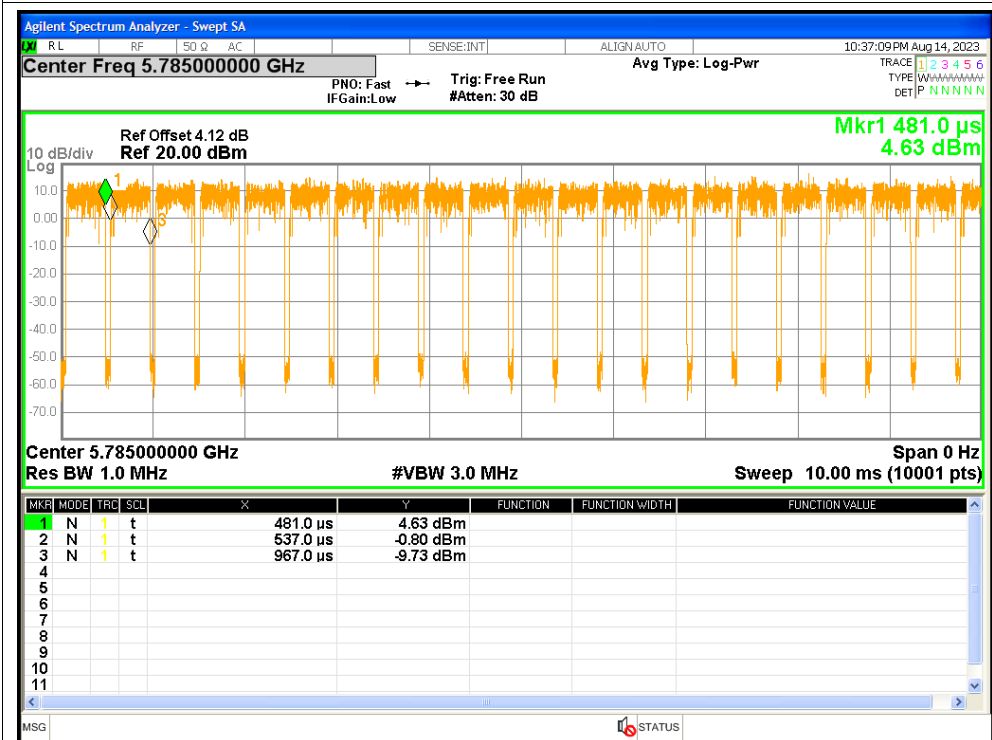 Agilent Spectrum Analyzer - Swept SA
LXI RL RF 50 Ω AC SENSE:INT ALIGN AUTO 10:37:09 PM Aug 14, 2023
Center Freq 5.785000000 GHz Avg Type: Log-Pwr TRACE 1 2 3 4 5 6
PNO: Fast Trig: Free Run TYPE
IFGain:Low #Atten: 30 dB DET P N N N N N
Mkr1 481.0 µs
Ref Offset 4.12 dB
10 dB/div Ref 20.00 dBm 4.63 dBm
Log
1
10.0
0.00
3
-10.0
-20.0
-30.0
-40.0
-50.0
-60.0
-70.0
Center 5.785000000 GHz Span 0 Hz
Res BW 1.0 MHz #VBW 3.0 MHz Sweep 10.00 ms (10001 pts)
MKR MODE TRC SCL X Y FUNCTION FUNCTION WIDTH FUNCTION VALUE
1 N 1 t 481.0 µs 4.63 dBm
2 N 1 t 537.0 µs -0.80 dBm
3 N 1 t 967.0 µs -9.73 dBm
4
5
6
7
8
9
10
11
MSG STATUS